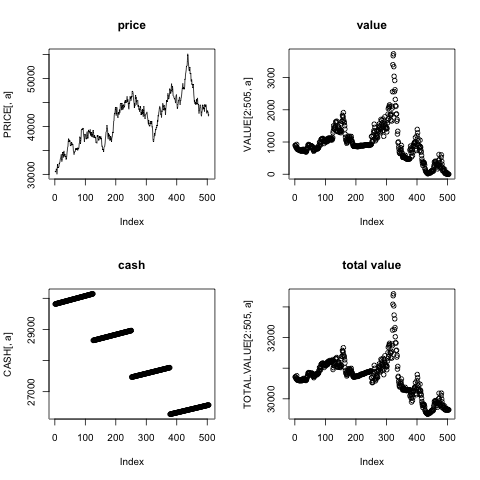 price
PRICE[, a]
30000 40000 50000
0 100 200 300 400 500
Index
value
VALUE[2:505, a]
0 1000 2000 3000
0 100 200 300 400 500
Index
cash
CASH[, a]
27000 29000
0 100 200 300 400 500
Index
total value
TOTAL.VALUE[2:505, a]
30000 32000
0 100 200 300 400 500
Index